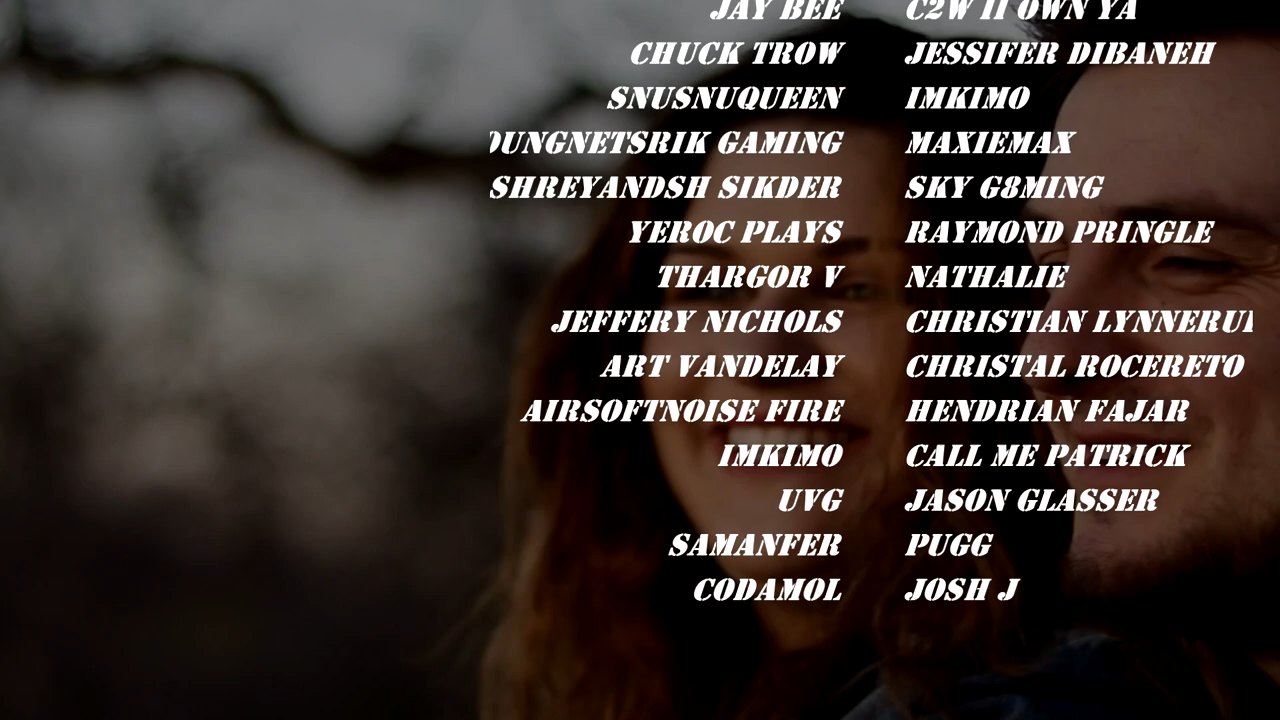 JAY BEE C2W II OWN YA
CHUCK TROW JESSIFER DIBANEH
SNUSNUQUEEN IMKIMO
GAMING MAXIEMAX
SHREYANDSH SIKDER SKY G8MING
YEROC PLAYS RAYMOND PRINGLE
THARGOR V NATHALIE
JEFFERY NICHOLS CHRISTIAN
ART VANDELAY CHRISTAL ROCERETO
AIRSOFTNOISE FIRE HENDRIAN FAJAR
IMKIMO CALL ME PATRICK
UVG JASON GLASSER
SAMANFER PUGG
CODAMOL JOSH J